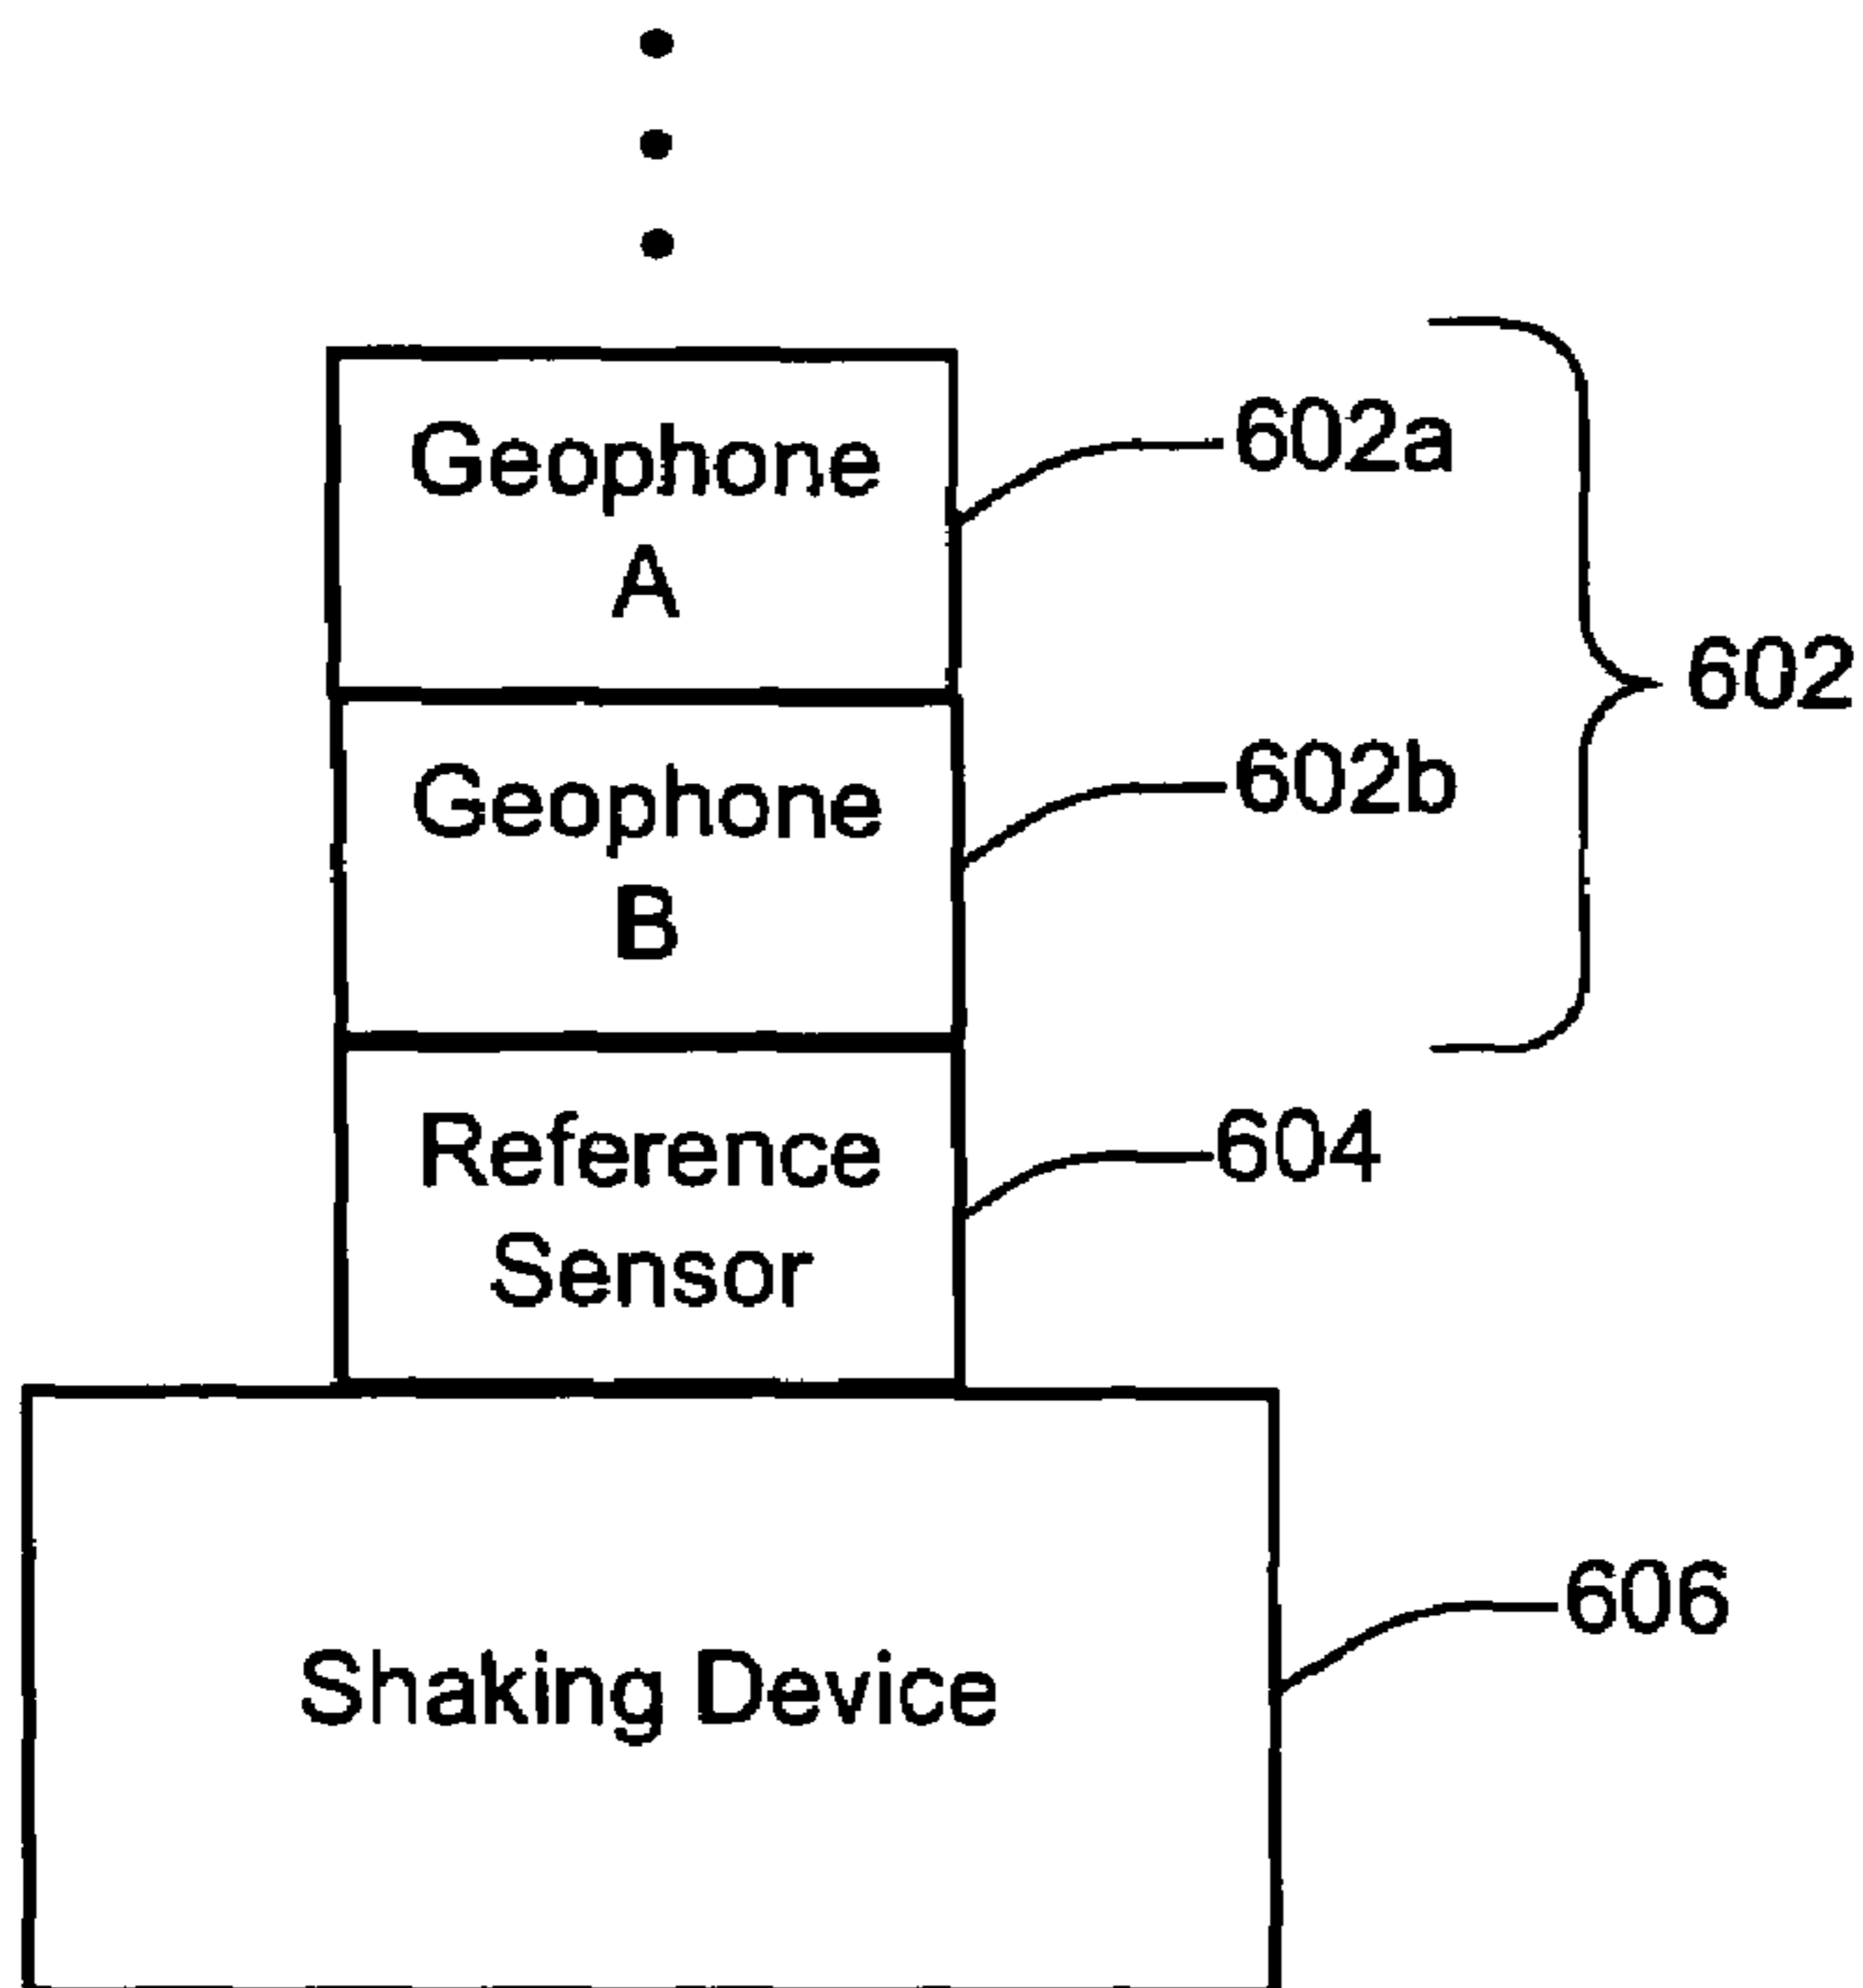 Geophone
A
602a
602
Geophone
B
602b
Reference
Sensor
604
Shaking Device
606